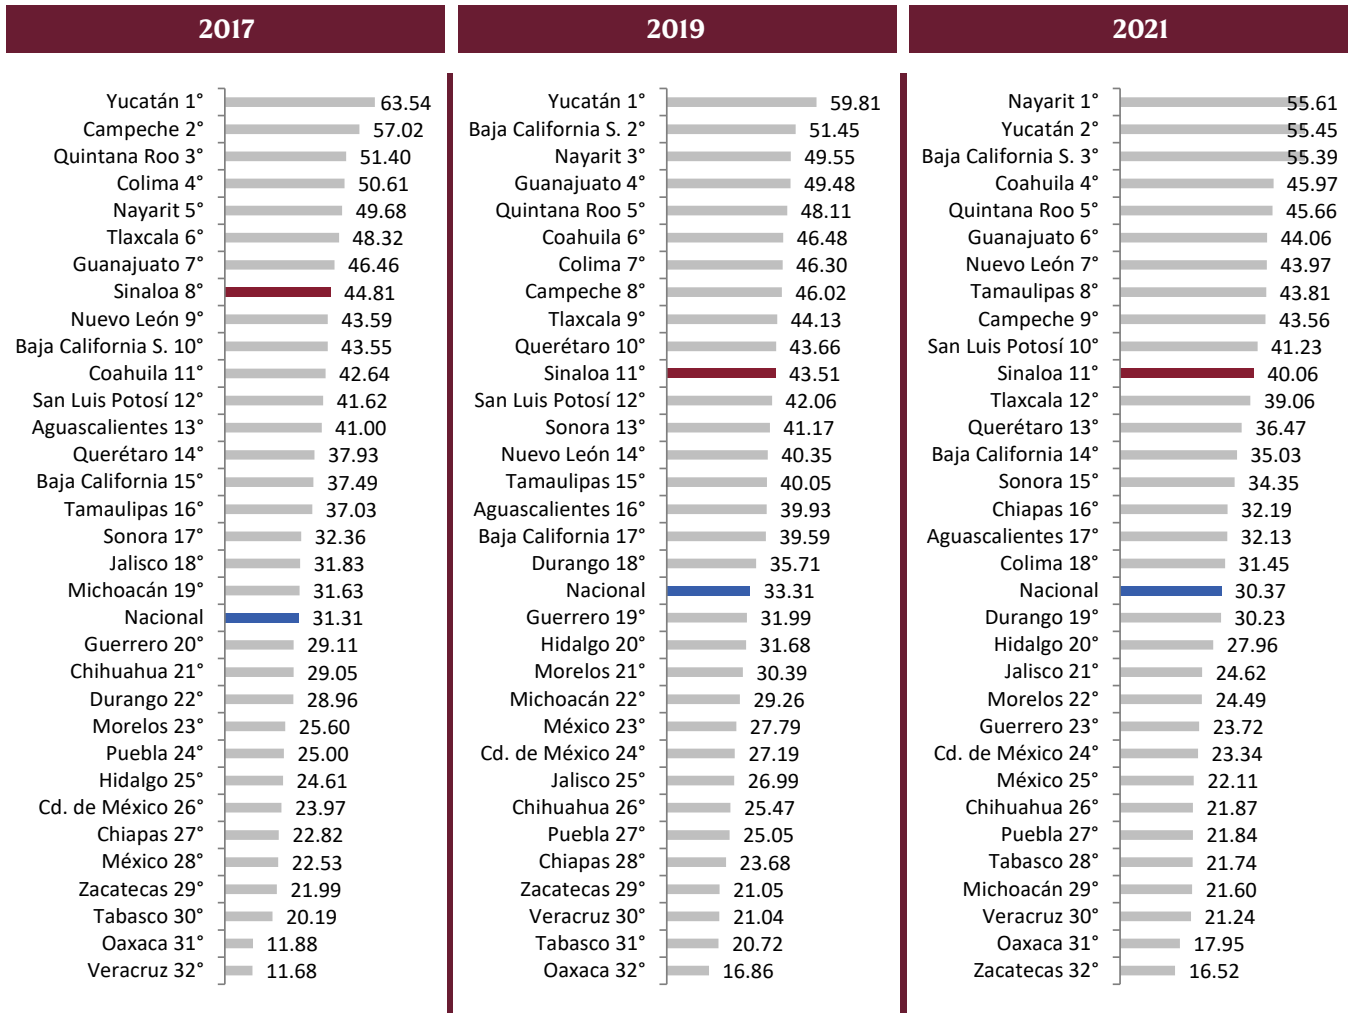 2017
Yucatán 1° 63.54
Campeche 2° 57.02
Quintana Roo 3° 51.40
Colima 4° 50.61
Nayarit 5° 49.68
Tlaxcala 6° 48.32
Guanajuato 7° 46.46
Sinaloa 8° 44.81
Nuevo León 9° 43.59
Baja California S. 10° 43.55
Coahuila 11° 42.64
San Luis Potosí 12° 41.62
Aguascalientes 13° 41.00
Querétaro 14° 37.93
Baja California 15° 37.49
Tamaulipas 16° 37.03
Sonora 17° 32.36
Jalisco 18° 31.83
Michoacán 19° 31.63
Nacional 31.31
Guerrero 20° 29.11
Chihuahua 21° 29.05
Durango 22° 28.96
Morelos 23° 25.60
Puebla 24° 25.00
Hidalgo 25° 24.61
Cd. de México 26° 23.97
Chiapas 27° 22.82
México 28° 22.53
Zacatecas 29° 21.99
Tabasco 30° 20.19
Oaxaca 31° 11.88
Veracruz 32° 11.68
2019
Yucatán 1° 59.81
Baja California S. 2° 51.45
Nayarit 3° 49.55
Guanajuato 4° 49.48
Quintana Roo 5° 48.11
Coahuila 6° 46.48
Colima 7° 46.30
Campeche 8° 46.02
Tlaxcala 9° 44.13
Querétaro 10° 43.66
Sinaloa 11° 43.51
San Luis Potosí 12° 42.06
Sonora 13° 41.17
Nuevo León 14° 40.35
Tamaulipas 15° 40.05
Aguascalientes 16° 39.93
Baja California 17° 39.59
Durango 18° 35.71
Nacional 33.31
Guerrero 19° 31.99
Hidalgo 20° 31.68
Morelos 21° 30.39
Michoacán 22° 29.26
México 23° 27.79
Cd. de México 24° 27.19
Jalisco 25° 26.99
Chihuahua 26° 25.47
Puebla 27° 25.05
Chiapas 28° 23.68
Zacatecas 29° 21.05
Veracruz 30° 21.04
Tabasco 31° 20.72
Oaxaca 32° 16.86
2021
Nayarit 1° 55.61
Yucatán 2° 55.45
Baja California S. 3° 55.39
Coahuila 4° 45.97
Quintana Roo 5° 45.66
Guanajuato 6° 44.06
Nuevo León 7° 43.97
Tamaulipas 8° 43.81
Campeche 9° 43.56
San Luis Potosí 10° 41.23
Sinaloa 11° 40.06
Tlaxcala 12° 39.06
Querétaro 13° 36.47
Baja California 14° 35.03
Sonora 15° 34.35
Chiapas 16° 32.19
Aguascalientes 17° 32.13
Colima 18° 31.45
Nacional 30.37
Durango 19° 30.23
Hidalgo 20° 27.96
Jalisco 21° 24.62
Morelos 22° 24.49
Guerrero 23° 23.72
Cd. de México 24° 23.34
México 25° 22.11
Chihuahua 26° 21.87
Puebla 27° 21.84
Tabasco 28° 21.74
Michoacán 29° 21.60
Veracruz 30° 21.24
Oaxaca 31° 17.95
Zacatecas 32° 16.52